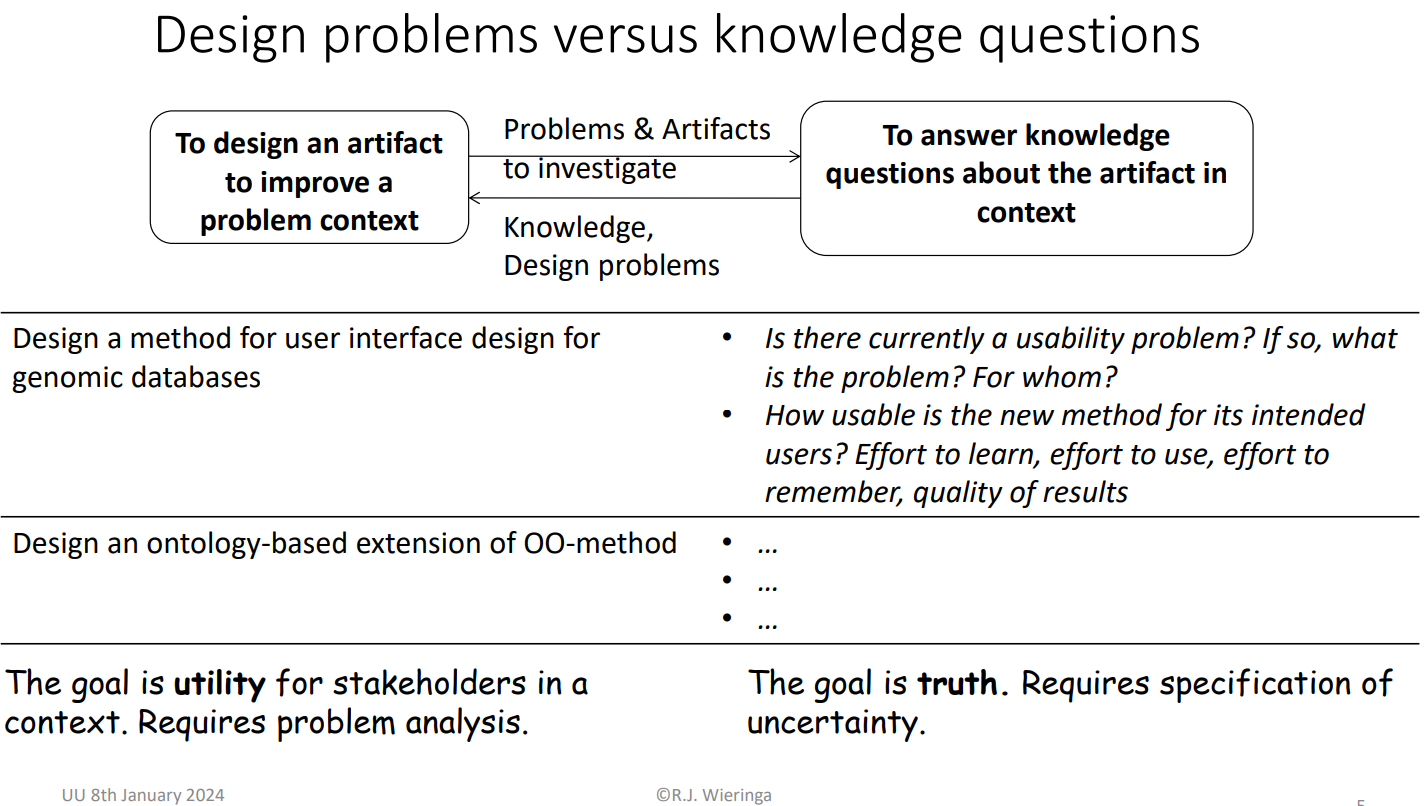 Design problems versus knowledge questions
To design an artifact
to improve a
problem context
Problems & Artifacts
to investigate
Knowledge,
Design problems
To answer knowledge
questions about the artifact in
context
Design a method for user interface design for
genomic databases
• Is there currently a usability problem? If so, what
is the problem? For whom?
• How usable is the new method for its intended
users? Effort to learn, effort to use, effort to
remember, quality of results
Design an ontology-based extension of OO-method
• ...
• ...
• ...
The goal is utility for stakeholders in a
context. Requires problem analysis.
The goal is truth. Requires specification of
uncertainty.
UU 8th January 2024
©R.J. Wieringa